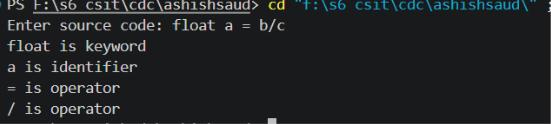 PS F:\s6 csit\cdc\ashishsaud> cd "f:\s6 csit\cdc\ashishsaud\" ;
Enter source code: float a = b/c
float is keyword
a is identifier
= is operator
/ is operator